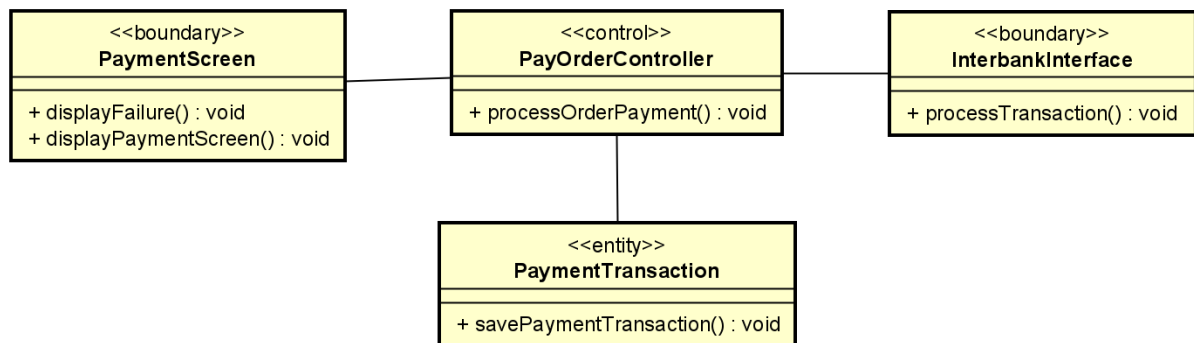 <<boundary>>
PaymentScreen
+ displayFailure() : void
+ displayPaymentScreen() : void
<<control>>
PayOrderController
+ processOrderPayment() : void
<<boundary>>
InterbankInterface
+ processTransaction() : void
<<entity>>
PaymentTransaction
+ savePaymentTransaction() : void